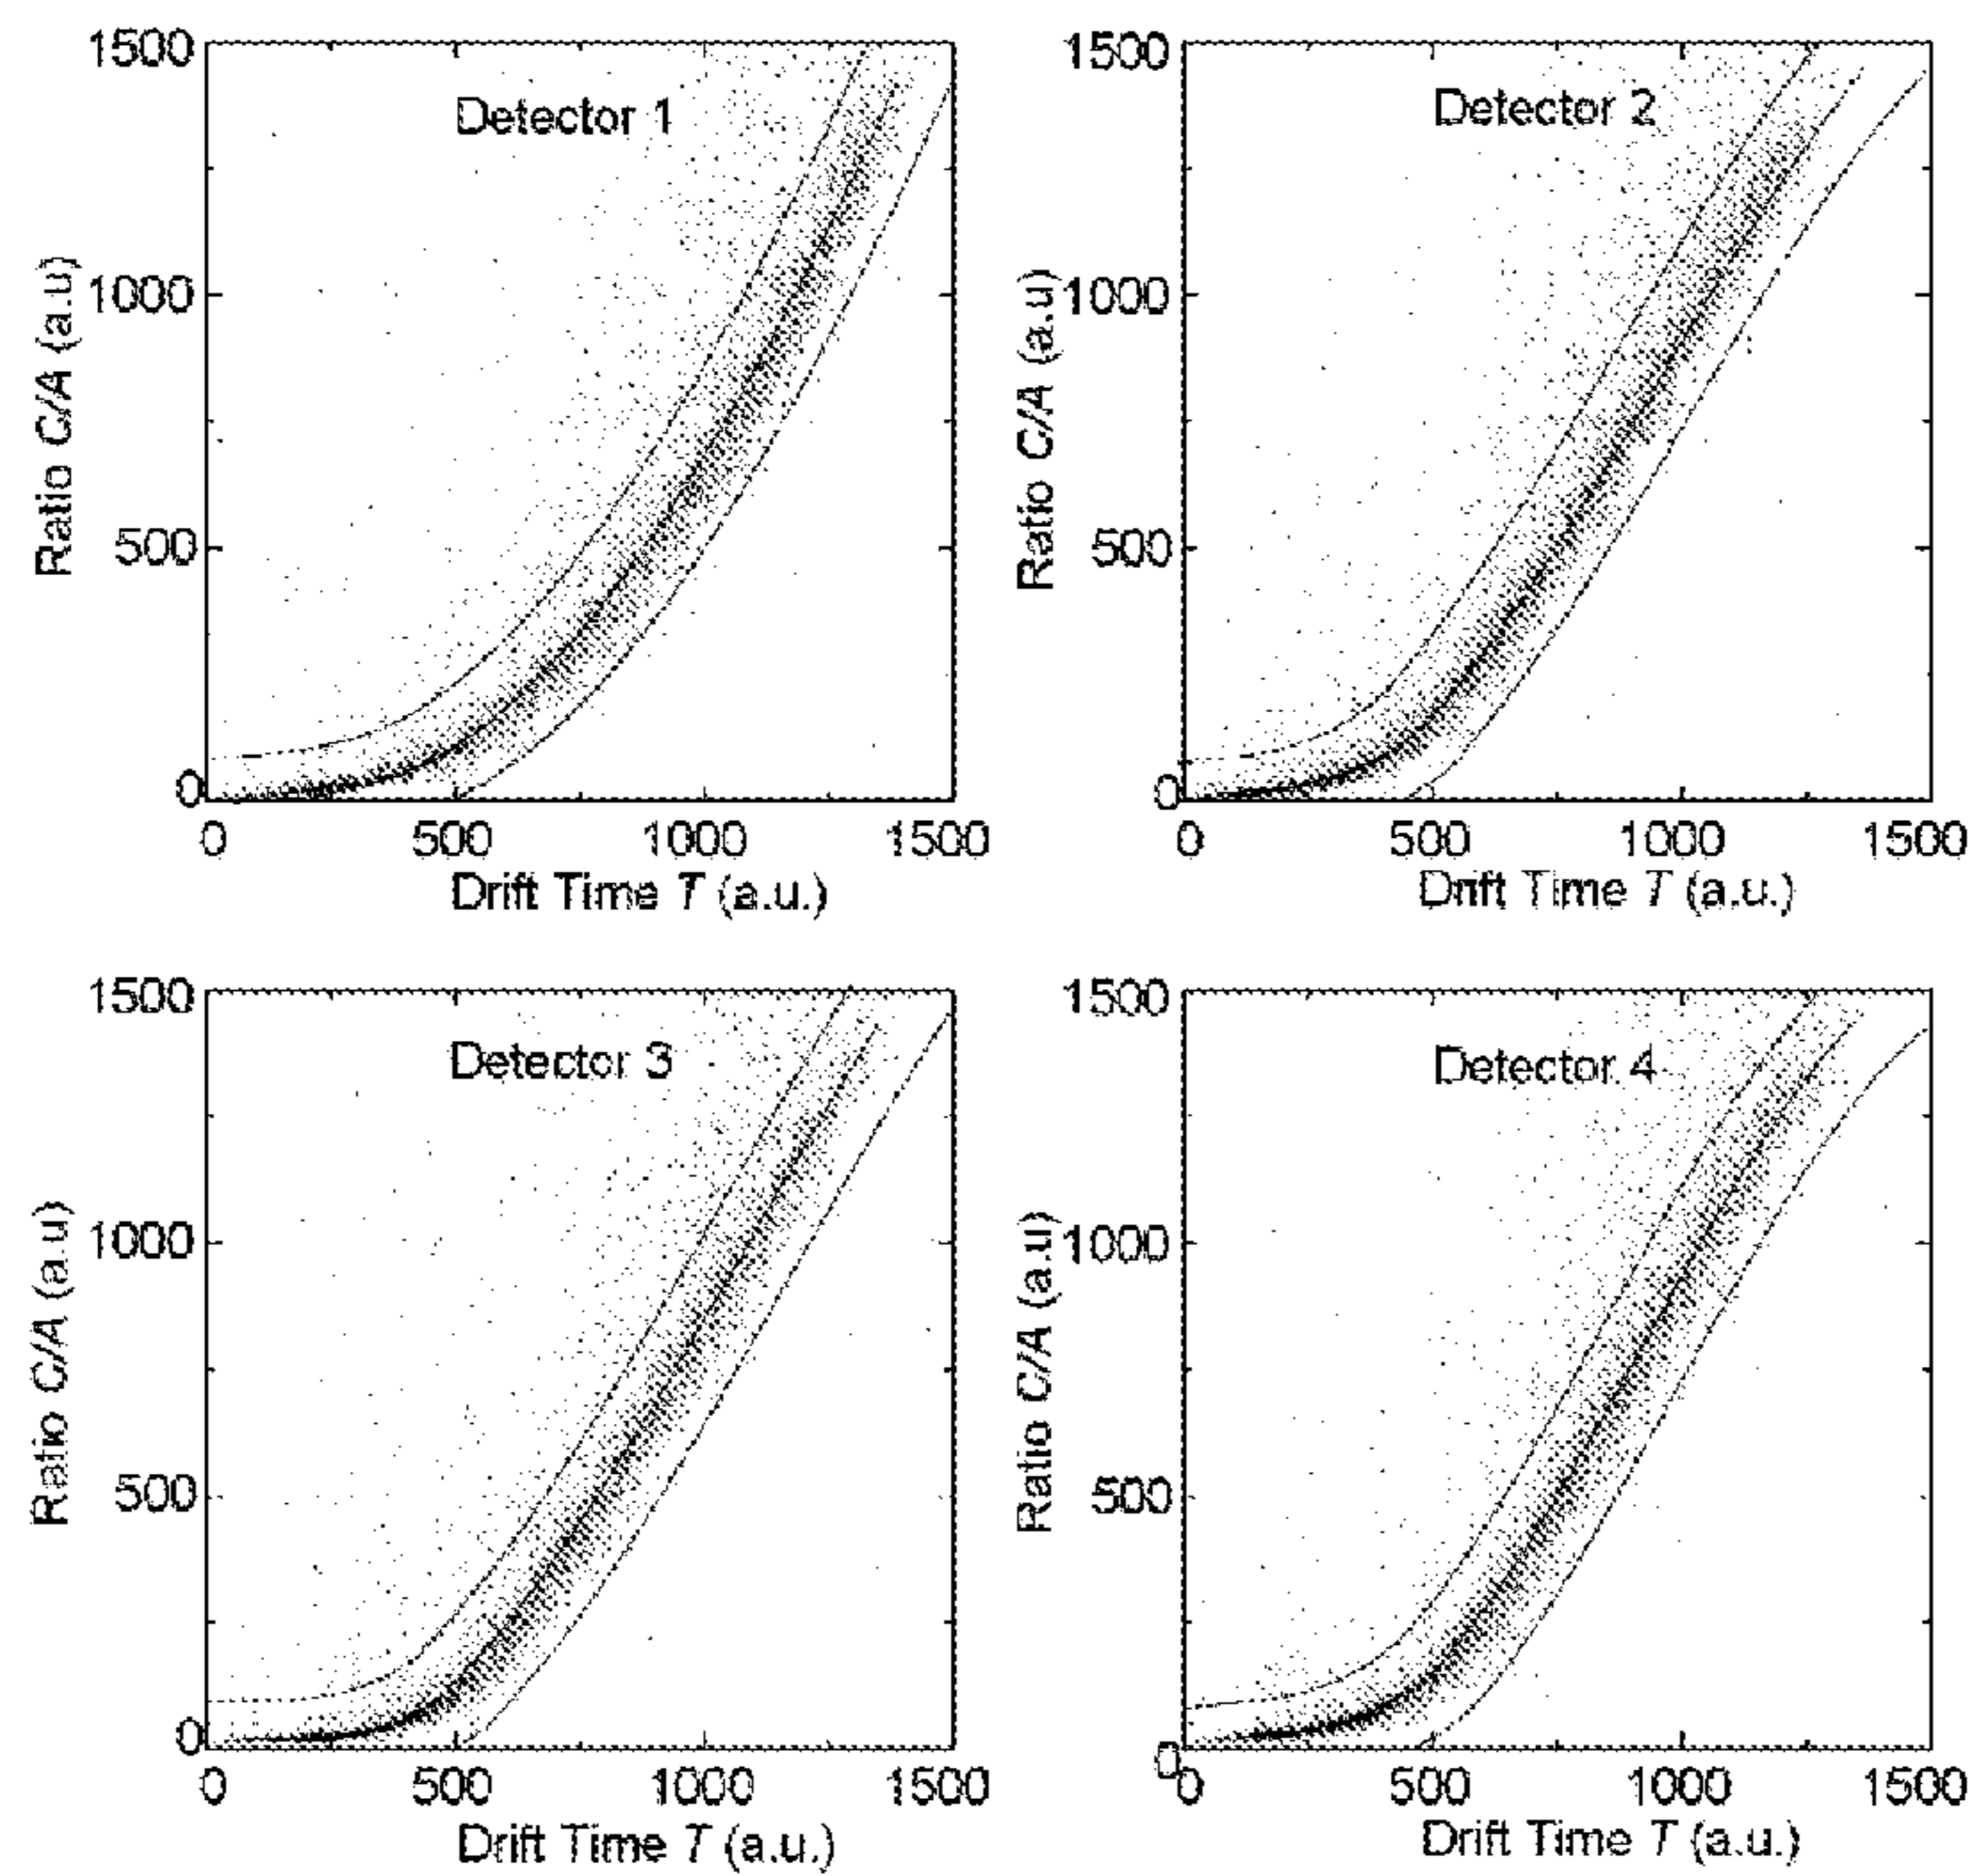 Detector 1
Ratio C/A (a.u)
1500
1000
500
0
0 500 1000 1500
Drift Time T (a.u.)
Detector 2
Ratio C/A (a.u)
1500
1000
500
0
0 500 1000 1500
Drift Time T (a.u.)
Detector 3
Ratio C/A (a.u)
1500
1000
500
0
0 500 1000 1500
Drift Time T (a.u.)
Detector 4
Ratio C/A (a.u)
1500
1000
500
0
0 500 1000 1500
Drift Time T (a.u.)